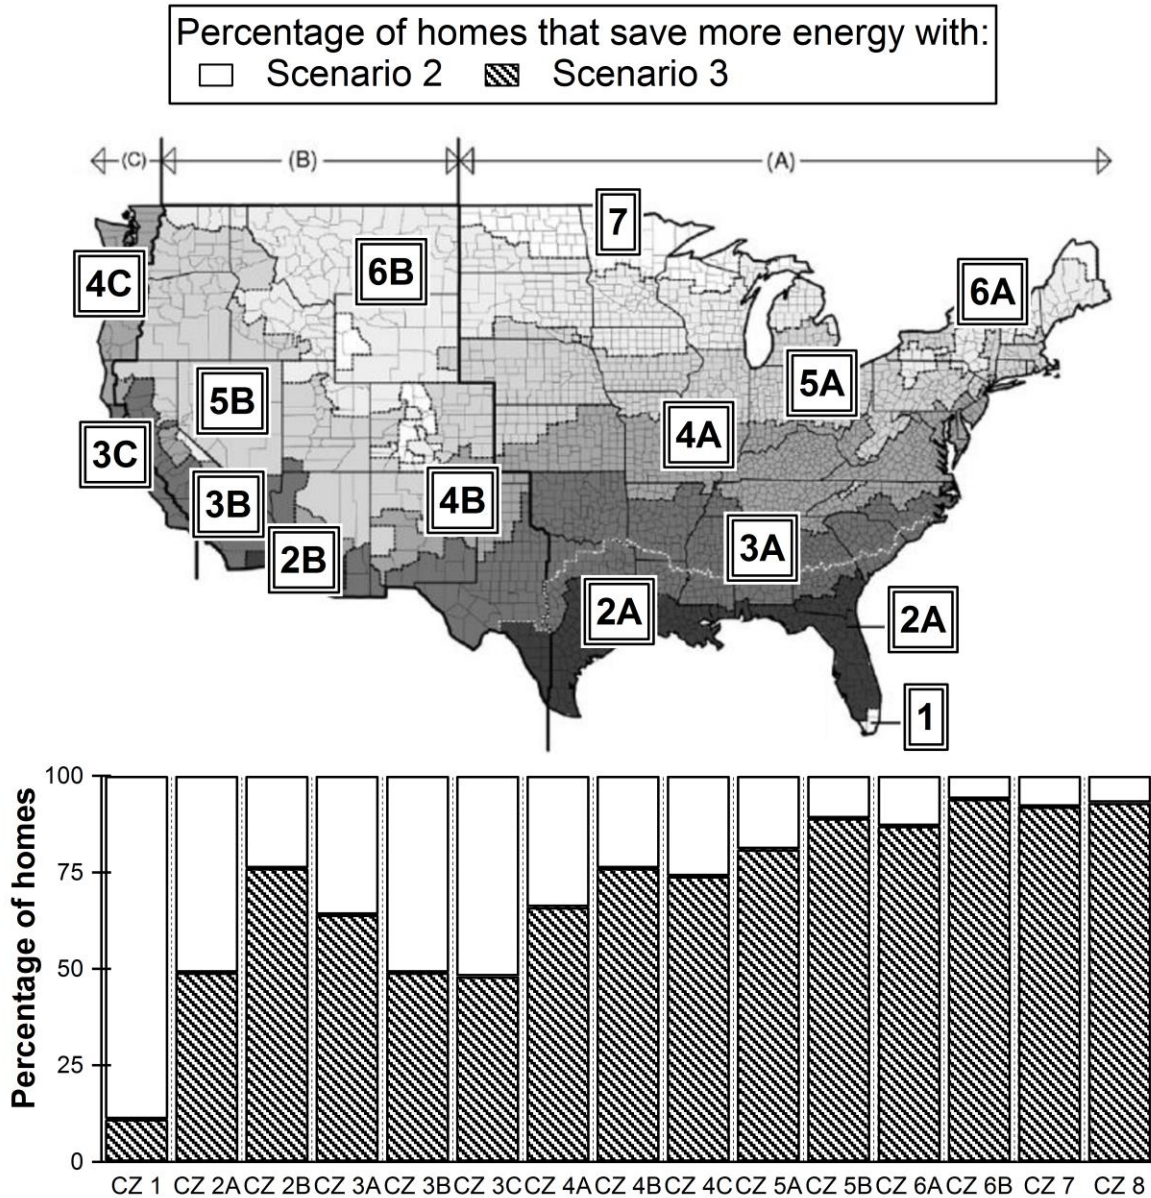 Percentage of homes that save more energy with:
Scenario 2 Scenario 3
(C) (B) (A)
7
4C 6B 6A
5B 5A
3C 4A
3B 4B
2B 3A
2A 2A
1
Percentage of homes
100
75
50
25
0
CZ 1 CZ 2A CZ 2B CZ 3A CZ 3B CZ 3C CZ 4A CZ 4B CZ 4C CZ 5A CZ 5B CZ 6A CZ 6B CZ 7 CZ 8